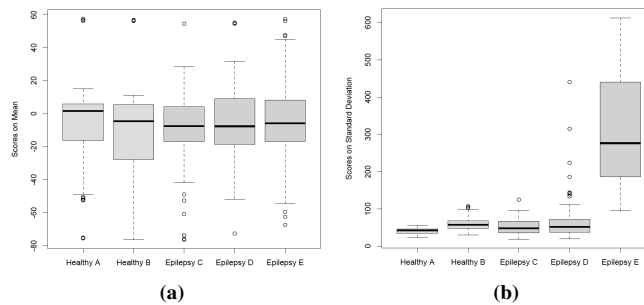 60
40
20
0
-20
-40
-60
-80
Scores on Mean
Healthy A Healthy B Epilepsy C Epilepsy D Epilepsy E
(a)
600
500
400
300
200
100
0
Scores on Standard Deviation
Healthy A Healthy B Epilepsy C Epilepsy D Epilepsy E
(b)